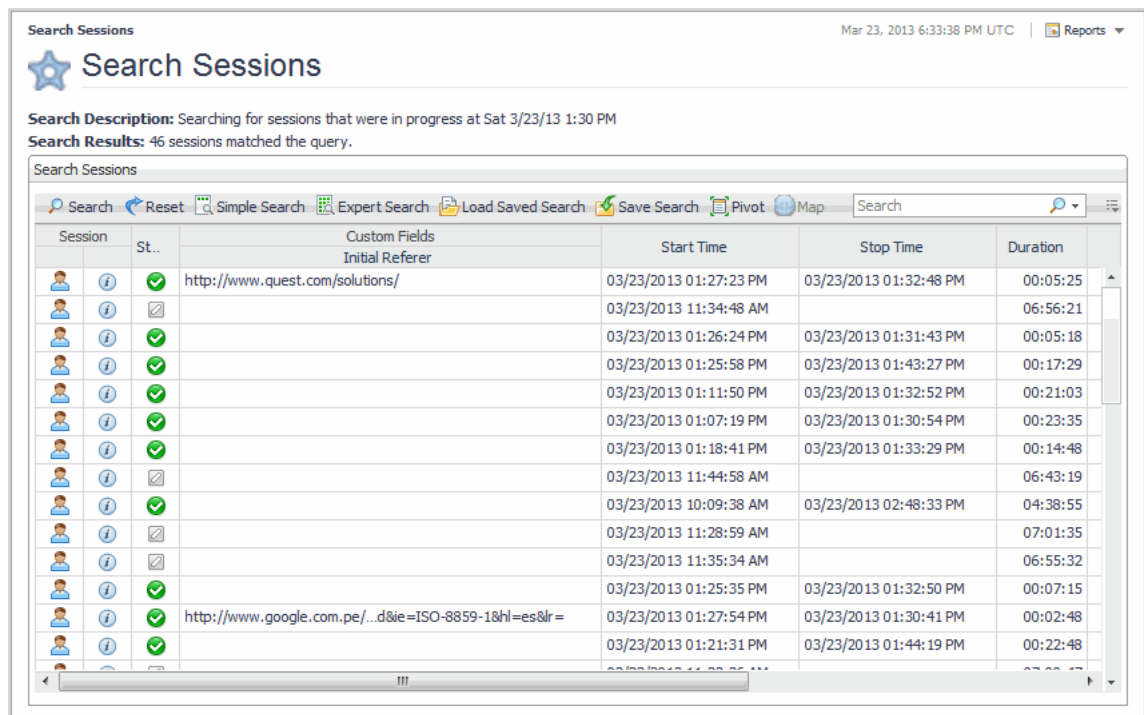 Search Sessions
Mar 23, 2013 6:33:38 PM UTC | Reports
Search Sessions
Search Description: Searching for sessions that were in progress at Sat 3/23/13 1:30 PM
Search Results: 46 sessions matched the query.
Search Sessions
Search Reset Simple Search Expert Search Load Saved Search Save Search Pivot Map Search
Session St.. Custom Fields Start Time Stop Time Duration
Initial Referer
http://www.quest.com/solutions/ 03/23/2013 01:27:23 PM 03/23/2013 01:32:48 PM 00:05:25
03/23/2013 11:34:48 AM 06:56:21
03/23/2013 01:26:24 PM 03/23/2013 01:31:43 PM 00:05:18
03/23/2013 01:25:58 PM 03/23/2013 01:43:27 PM 00:17:29
03/23/2013 01:11:50 PM 03/23/2013 01:32:52 PM 00:21:03
03/23/2013 01:07:19 PM 03/23/2013 01:30:54 PM 00:23:35
03/23/2013 01:18:41 PM 03/23/2013 01:33:29 PM 00:14:48
03/23/2013 11:44:58 AM 06:43:19
03/23/2013 10:09:38 AM 03/23/2013 02:48:33 PM 04:38:55
03/23/2013 11:28:59 AM 07:01:35
03/23/2013 11:35:34 AM 06:55:32
03/23/2013 01:25:35 PM 03/23/2013 01:32:50 PM 00:07:15
http://www.google.com.pe/...d&ie=ISO-8859-1&hl=es&lr= 03/23/2013 01:27:54 PM 03/23/2013 01:30:41 PM 00:02:48
03/23/2013 01:21:31 PM 03/23/2013 01:44:19 PM 00:22:48